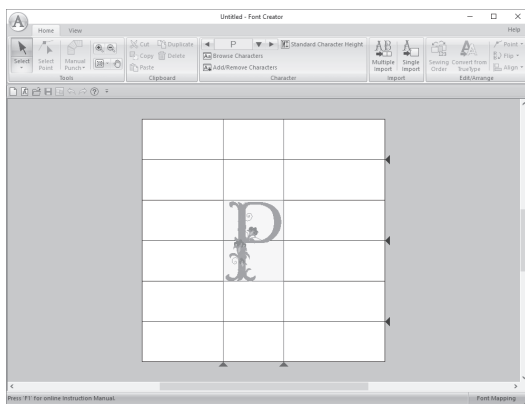 Untitled - Font Creator
A
Home View Help
Cut Duplicate P Standard Character Height
Select Select Point Manual Punch Copy Delete Browse Characters Multiple Import Single Import Sewing Order Convert from TrueType Point Flip Align
Paste Add/Remove Characters
Tools Clipboard Character Import Edit/Arrange
P
Press 'F1' for online Instruction Manual. Font Mapping